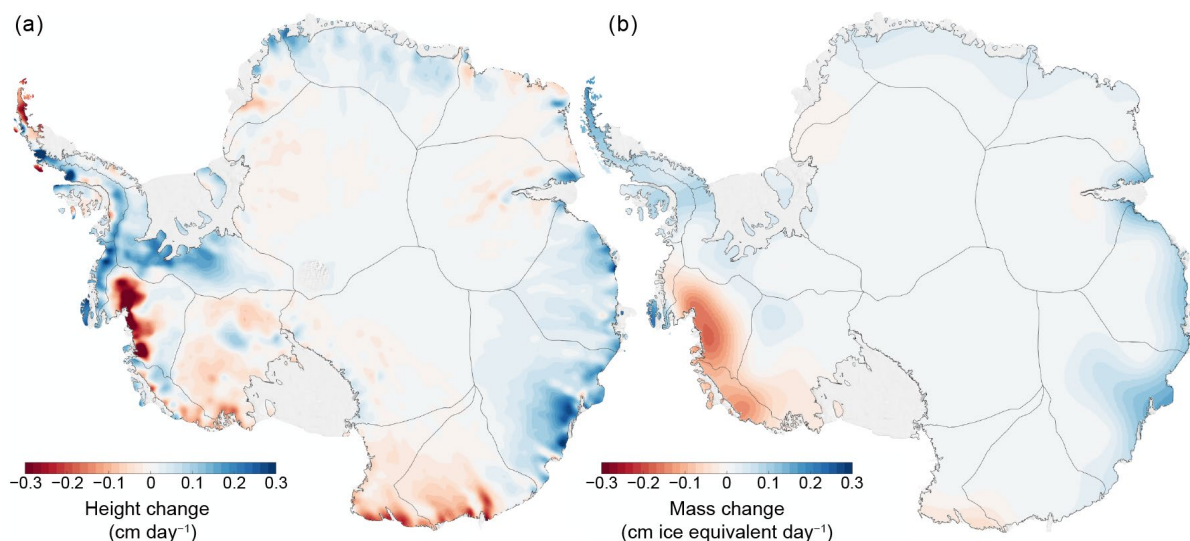 (a)
(b)
−0.3 −0.2 −0.1 0 0.1 0.2 0.3
Height change
(cm day⁻¹)
−0.3 −0.2 −0.1 0 0.1 0.2 0.3
Mass change
(cm ice equivalent day⁻¹)